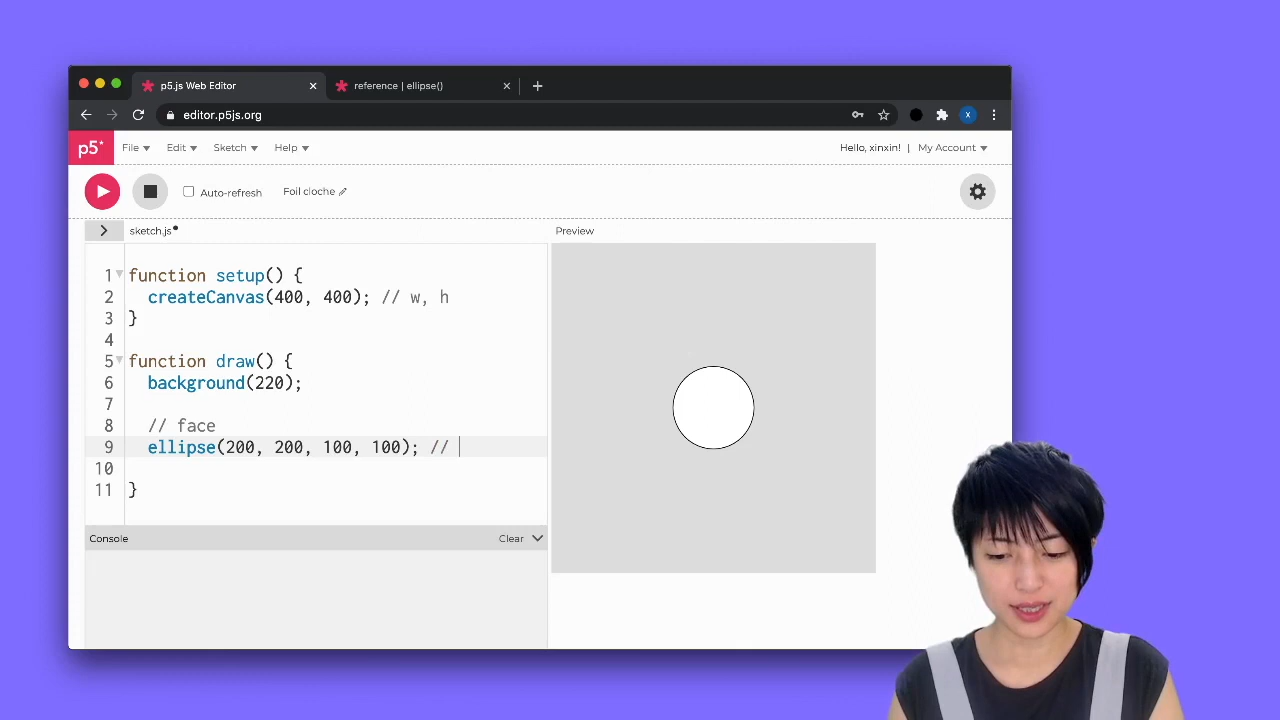 p5.js Web Editor
reference | ellipse()
editor.p5js.org
X
p5*
File
Edit
Sketch
Help
Hello, xinxin!
|
My Account
Auto-refresh
Foil cloche
sketch.js
Preview
1 function setup() {
2 createCanvas(400, 400); // w, h
3 }
4
5 function draw() {
6 background(220);
7
8 // face
9 ellipse(200, 200, 100, 100); //
10
11 }
Console
Clear